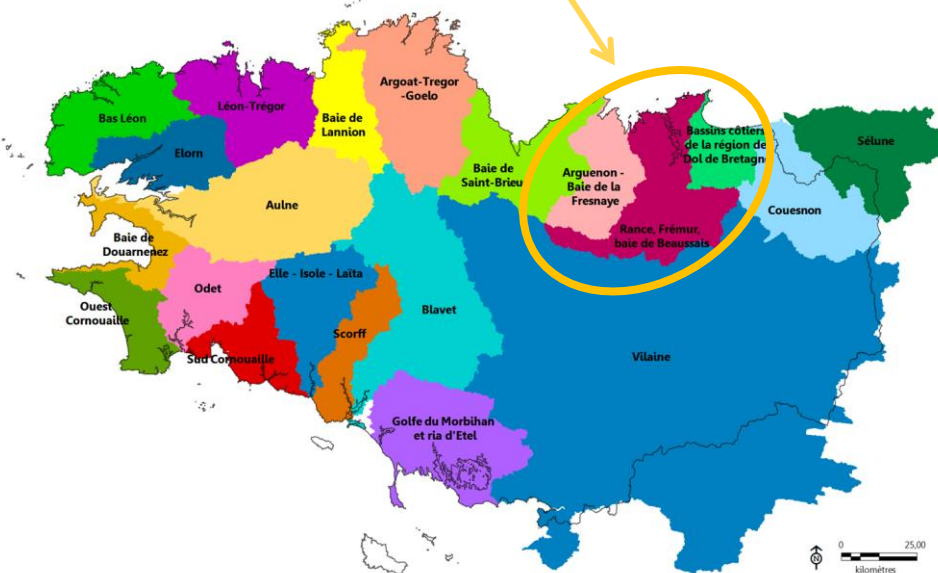 Bas Léon
Léon-Trégor
Elorn
Baie de
Lannion
Argoat-Tregor
-Goelo
Baie de
Saint-Brieu
Arguenon -
Baie de la
Fresnaye
Bassins côtiers
de la région de
Dol de Bretagne
Rance, Frémur,
baie de Beaussais
Sélune
Couesnon
Aulne
Baie de
Douarnenez
Ouest
Cornouaille
Odet
Sud Cornouaille
Elle - Isole - Laïta
Scorff
Blavet
Vilaine
Golfe du Morbihan
et ria d'Etel
N
0 25,00
kilomètres